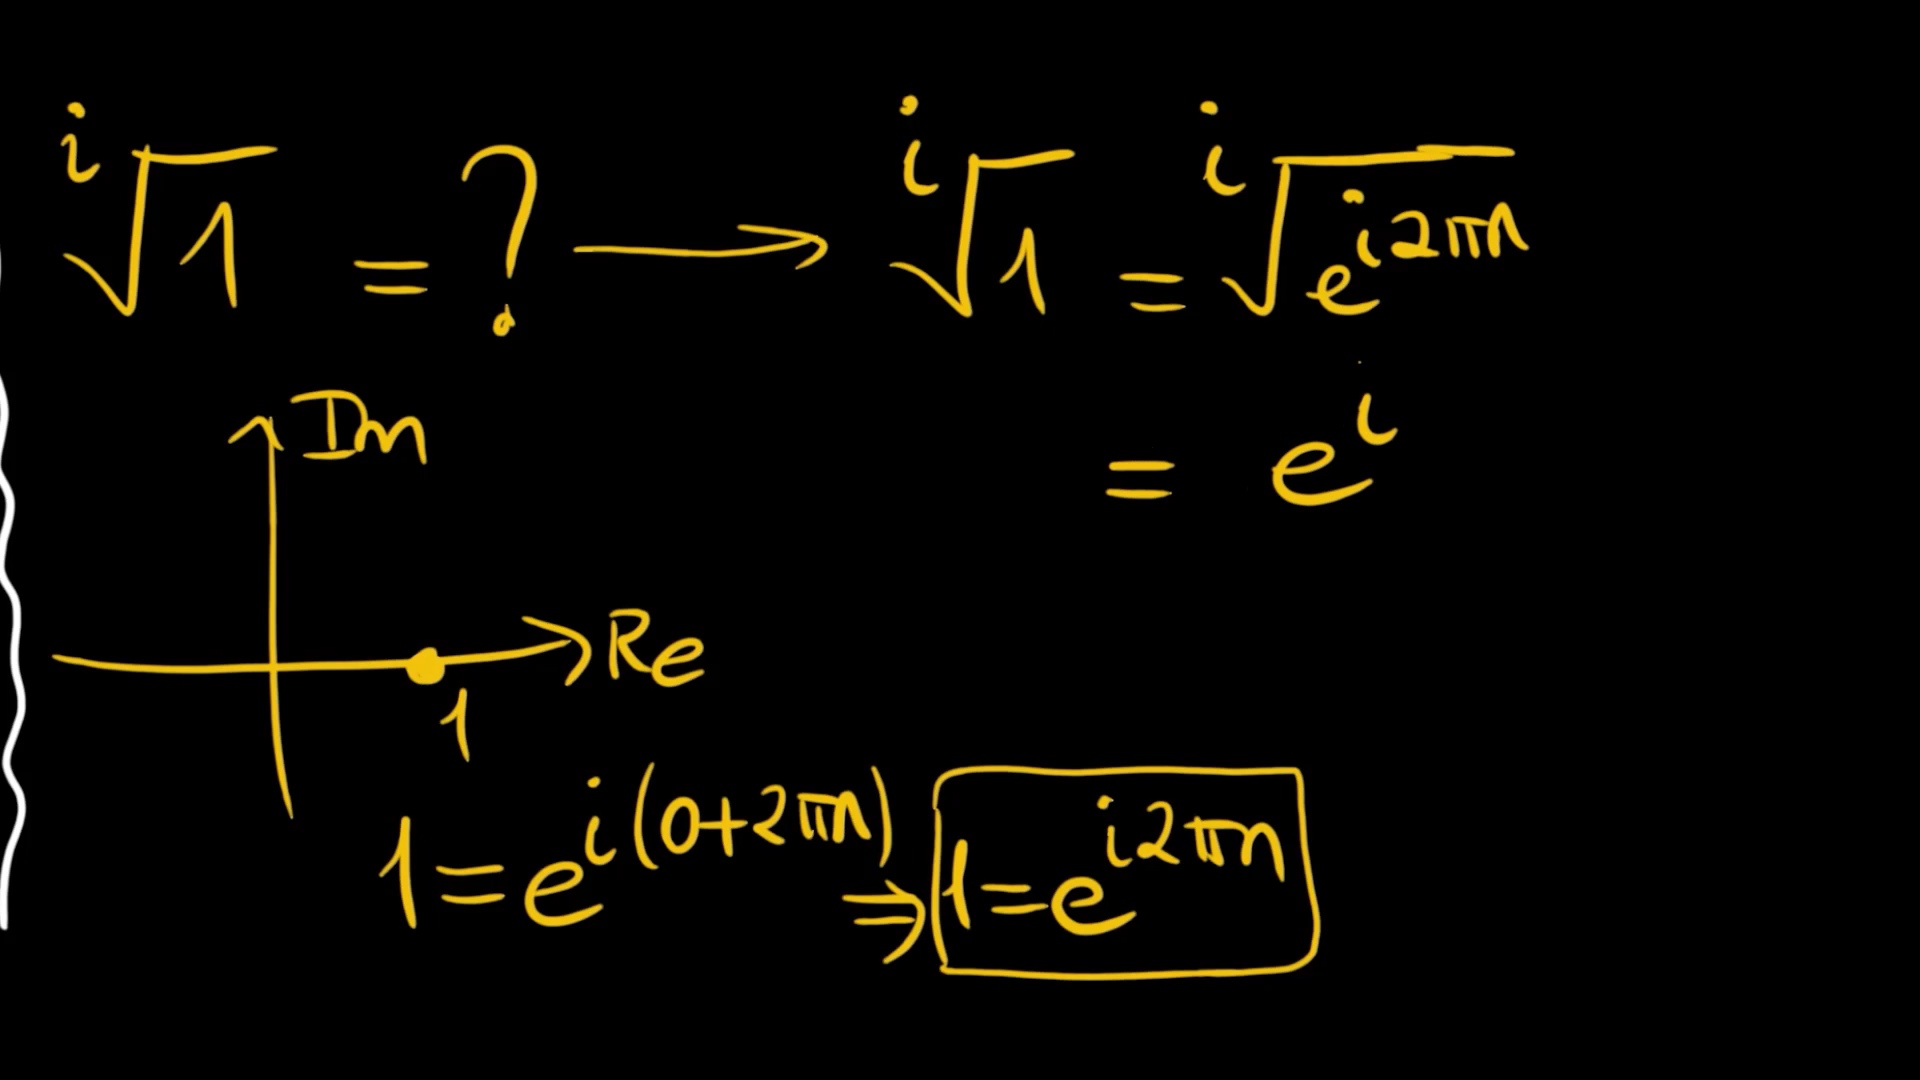 ⁱ√1 = ? → ⁱ√1 = ⁱ√(e^{i2πn})
= e^i
Im
Re
1
1 = e^{i(0+2πn)} ⇒ 1 = e^{i2πn}